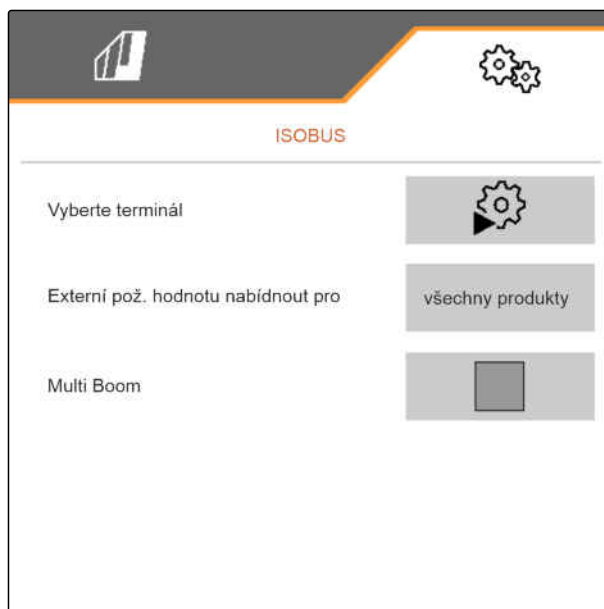 ISOBUS
Vyberte terminál
Externí pož. hodnotu nabídnout pro
všechny produkty
Multi Boom